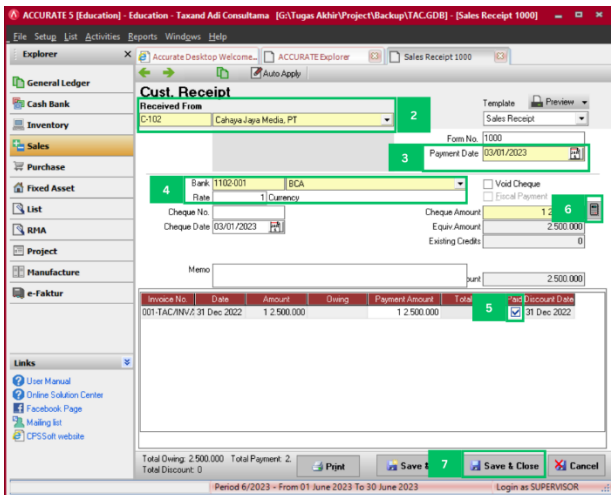 ACCURATE 5 [Education] - Education - Taxand Adi Consultama [G:\Tugas Akhir\Project\Backup\TAC.GDB] - [Sales Receipt 1000]
File Setup List Activities Reports Windows Help
Explorer
Accurate Desktop Welcome... ACCURATE Explorer Sales Receipt 1000
Auto Apply
General Ledger
Cash Bank
Inventory
Sales
Purchase
Fixed Asset
List
RMA
Project
Manufacture
e-Faktur
Links
User Manual
Online Solution Center
Facebook Page
Mailing list
CPSSoft website
Cust. Receipt
Received From
C-102 Cahaya Jaya Media, PT
2
Template Preview
Sales Receipt
Form No. 1000
3 Payment Date 03/01/2023
4 Bank 1102-001 BCA
Rate 1 Currency
Void Cheque
Fiscal Payment
Cheque No.
Cheque Date 03/01/2023
Cheque Amount 1 2 6
Equiv.Amount 2.500.000
Existing Credits 0
Memo
ount 2.500.000
Invoice No. Date Amount Owing Payment Amount Total 5 Paid Discount Date
001-TAC/INV/ 31 Dec 2022 1 2.500.000 1 2.500.000 31 Dec 2022
Total Owing: 2.500.000 Total Payment: 2.
Total Discount: 0
Print Save & 7 Save & Close Cancel
Period 6/2023 - From 01 June 2023 To 30 June 2023 Login as SUPERVISOR